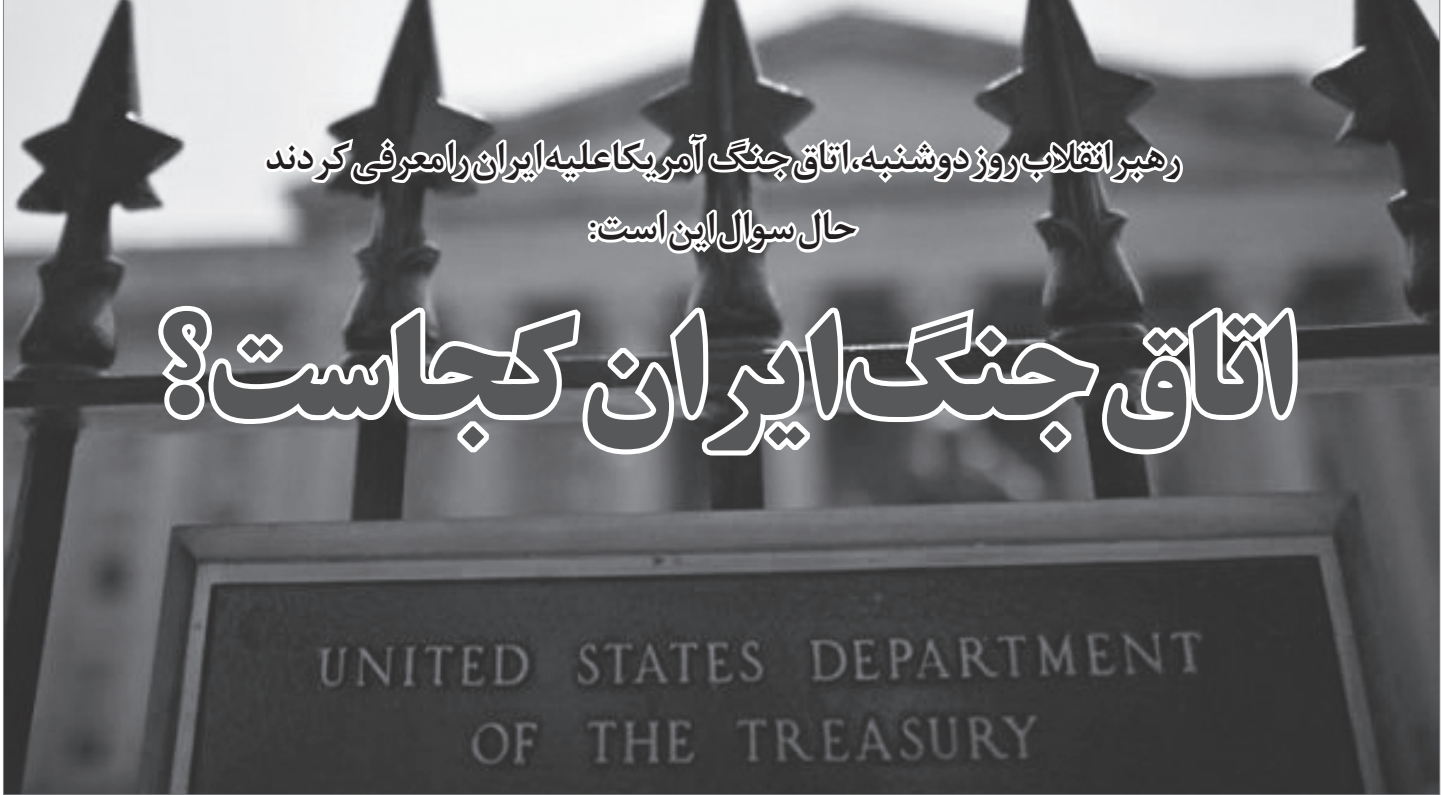 رهبر انقلاب روز دوشنبه، اتاق جنگ آمریکا علیه ایران را معرفی کردند
حال سوال این است:
اتاق جنگ ایران کجاست؟
UNITED STATES DEPARTMENT
OF THE TREASURY